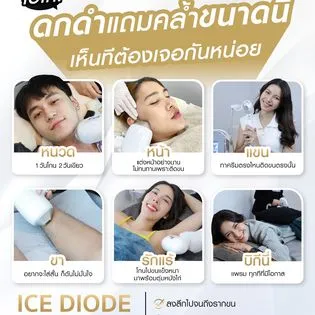 ดกดำแถมคล้ำขนาดนี้
เห็นทีต้องเจอกันหน่อย
หนวด
1 วันโกน 2 วันเขียว
หน้า
แต่งหน้าอย่างนาน
ไม่ทนทานเพราะติดขน
แขน
ทาครีมตรงไหนติดขนตรงนั้น
ขา
อยากจะใส่สั้น ก็ดันไม่มั่นใจ
รักแร้
โกนไปขนแข็งหมา
มาพร้อมตุ่มหนังไก่
บิกินี่
แพรม ทุกทีที่มีโอกาส
ICE DIODE
ลงลึกไปจนถึงรากขน